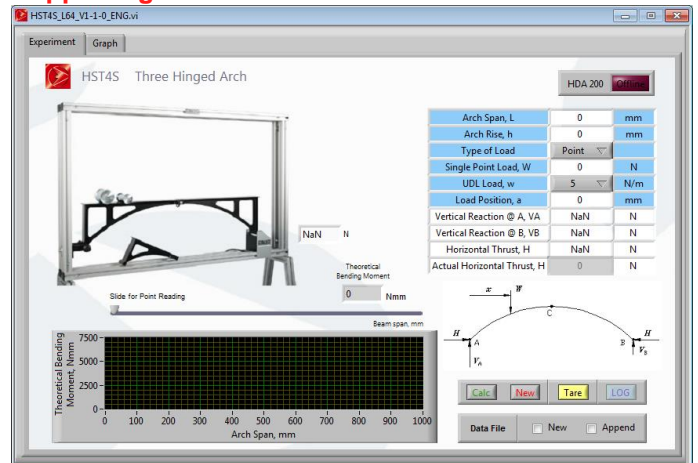 HST4S_L64_V1-1-0_ENG.vi
Experiment Graph
HST4S Three Hinged Arch
HDA 200 Offline
Arch Span, L 0 mm
Arch Rise, h 0 mm
Type of Load Point
Single Point Load, W 0 N
UDL Load, w 5 N/m
Load Position, a 0 mm
Vertical Reaction @ A, VA NaN N
Vertical Reaction @ B, VB NaN N
Horizontal Thrust, H NaN N
Actual Horizontal Thrust, H 0 N
NaN N
Theoretical
Bending Moment
0 Nmm
Slide for Point Reading
Beam span, mm
x W
C
H A B H
VA VB
Theoretical Bending
Moment, Nmm
7500
5000
2500
0
0 100 200 300 400 500 600 700 800 900 1000
Arch Span, mm
Calc New Tare LOG
Data File New Append